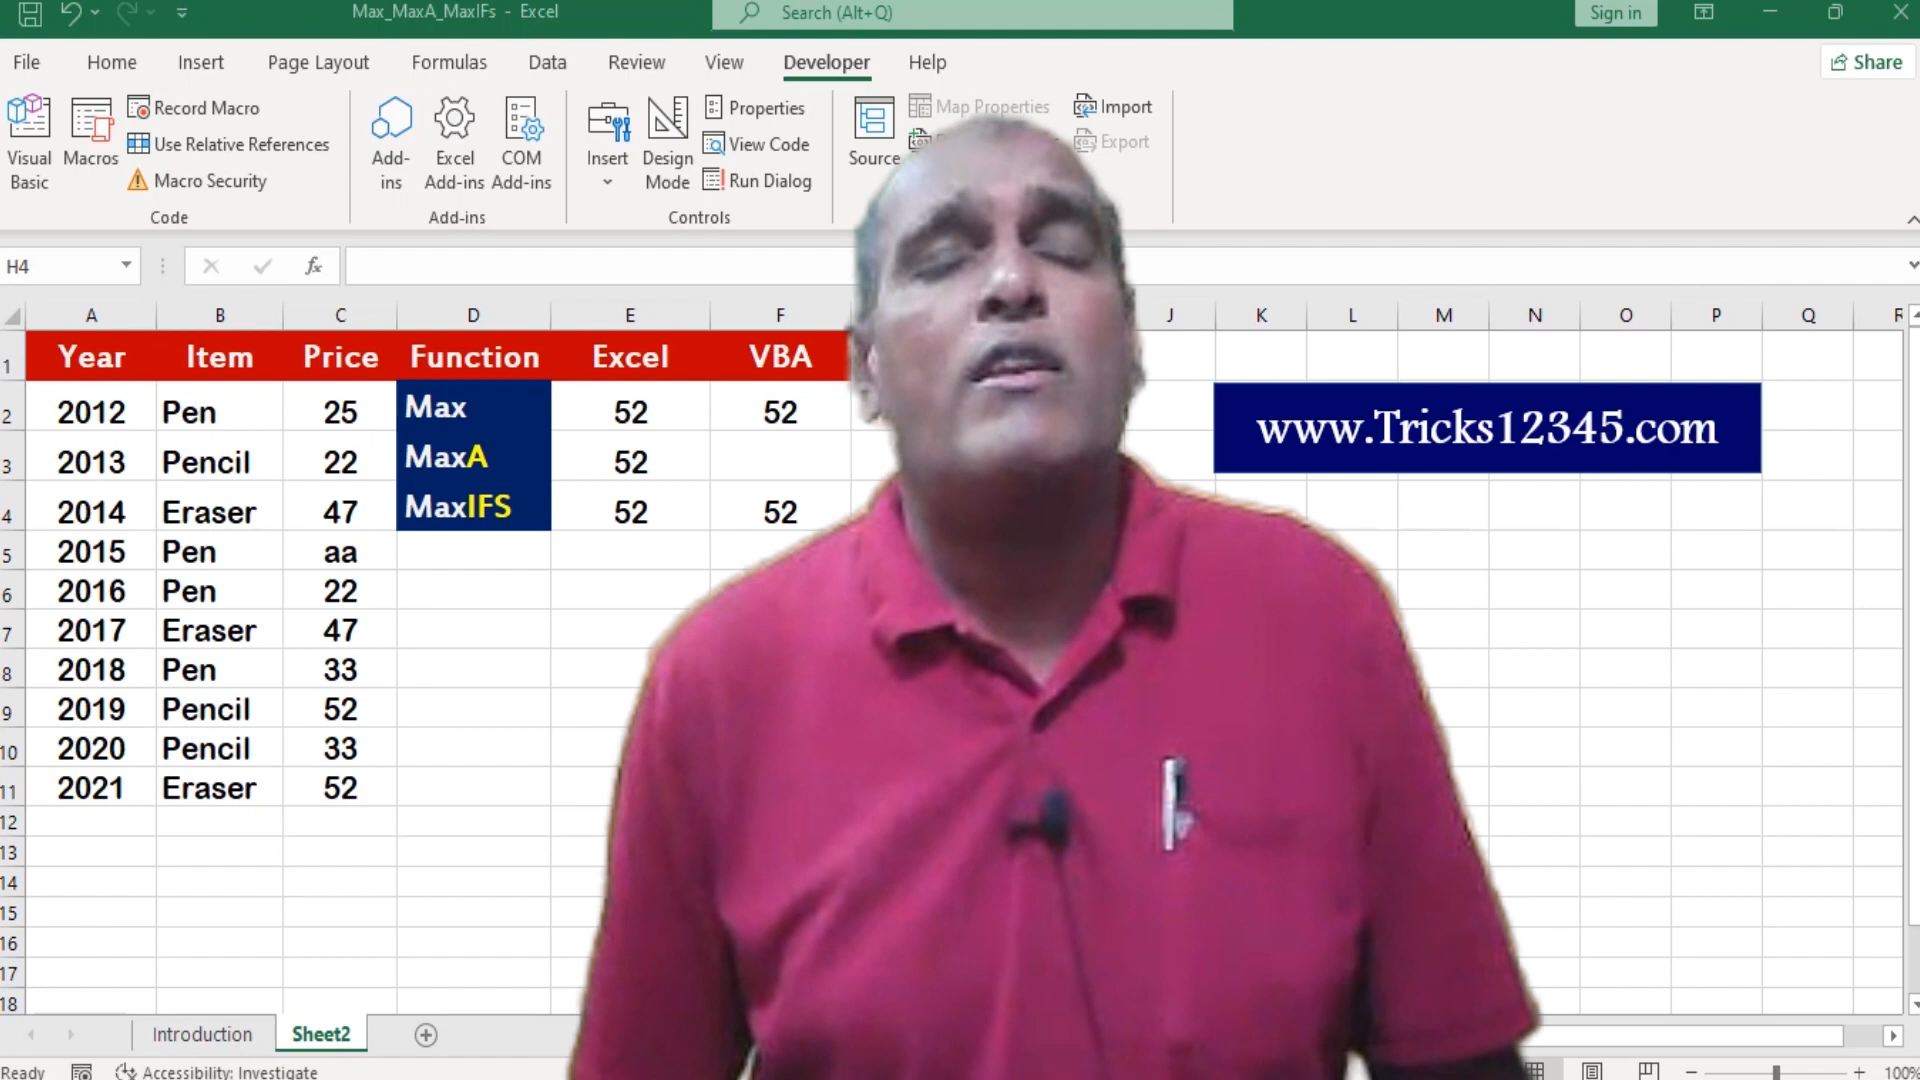 Max_MaxA_MaxIFs - Excel
Search (Alt+Q)
Sign in
File Home Insert Page Layout Formulas Data Review View Developer Help
Share
Visual Basic
Macros
Record Macro
Use Relative References
Macro Security
Code
Add-ins
Excel Add-ins
COM Add-ins
Add-ins
Insert
Design Mode
Properties
View Code
Run Dialog
Controls
Source
Map Properties
Import
Export
H4
fx
A B C D E F J K L M N O P Q R
1 Year Item Price Function Excel VBA
2 2012 Pen 25 Max 52 52
www.Tricks12345.com
3 2013 Pencil 22 MaxA 52
4 2014 Eraser 47 MaxIFS 52 52
5 2015 Pen aa
6 2016 Pen 22
7 2017 Eraser 47
8 2018 Pen 33
9 2019 Pencil 52
10 2020 Pencil 33
11 2021 Eraser 52
12
13
14
15
16
17
18
Introduction Sheet2
Ready
Accessibility: Investigate
100%